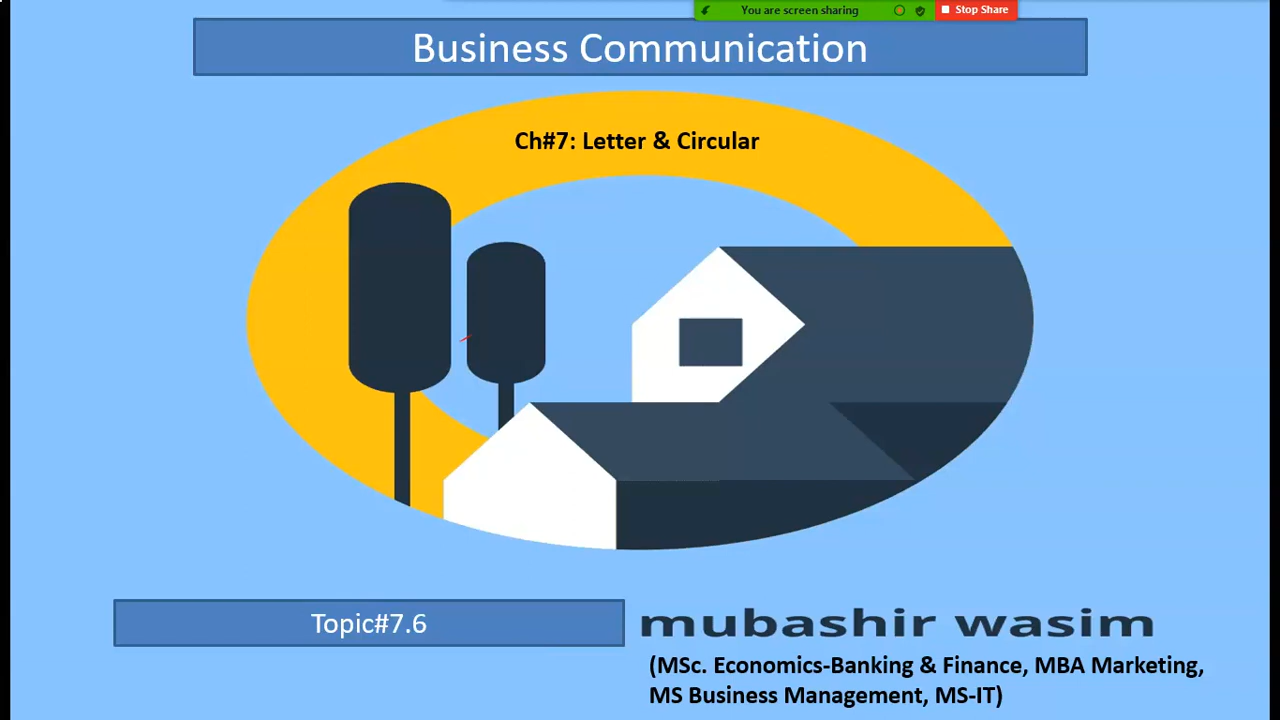 You are screen sharing
Stop Share
Business Communication
Ch#7: Letter & Circular
Topic#7.6
mubashir wasim
(MSc. Economics-Banking & Finance, MBA Marketing,
MS Business Management, MS-IT)